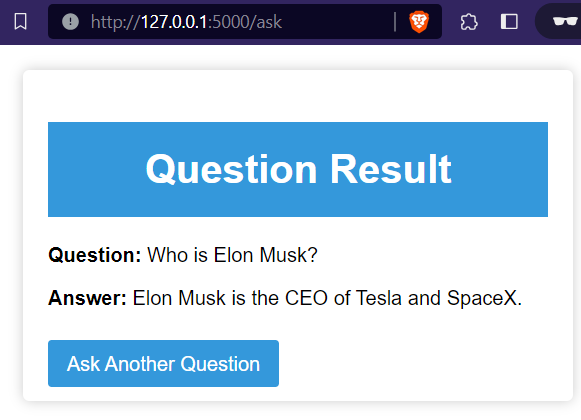 http://127.0.0.1:5000/ask
Question Result
Question: Who is Elon Musk?
Answer: Elon Musk is the CEO of Tesla and SpaceX.
Ask Another Question